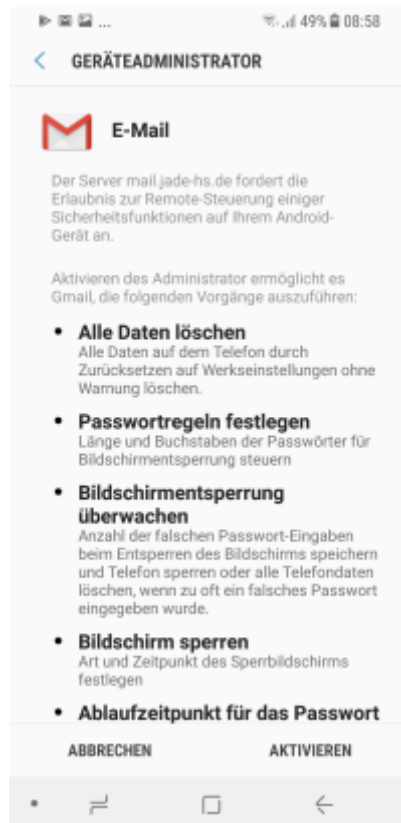 ... 49% 08:58
GERÄTEADMINISTRATOR
E-Mail
Der Server mail.jade-hs.de fordert die
Erlaubnis zur Remote-Steuerung einiger
Sicherheitsfunktionen auf Ihrem Android-
Gerät an.
Aktivieren des Administrator ermöglicht es
Gmail, die folgenden Vorgänge auszuführen:
• Alle Daten löschen
Alle Daten auf dem Telefon durch
Zurücksetzen auf Werkseinstellungen ohne
Warnung löschen.
• Passwortregeln festlegen
Länge und Buchstaben der Passwörter für
Bildschirmentsperrung steuern
• Bildschirmentsperrung
überwachen
Anzahl der falschen Passwort-Eingaben
beim Entsperren des Bildschirms speichern
und Telefon sperren oder alle Telefondaten
löschen, wenn zu oft ein falsches Passwort
eingegeben wurde.
• Bildschirm sperren
Art und Zeitpunkt des Sperrbildschirms
festlegen
• Ablaufzeitpunkt für das Passwort
ABBRECHEN AKTIVIEREN